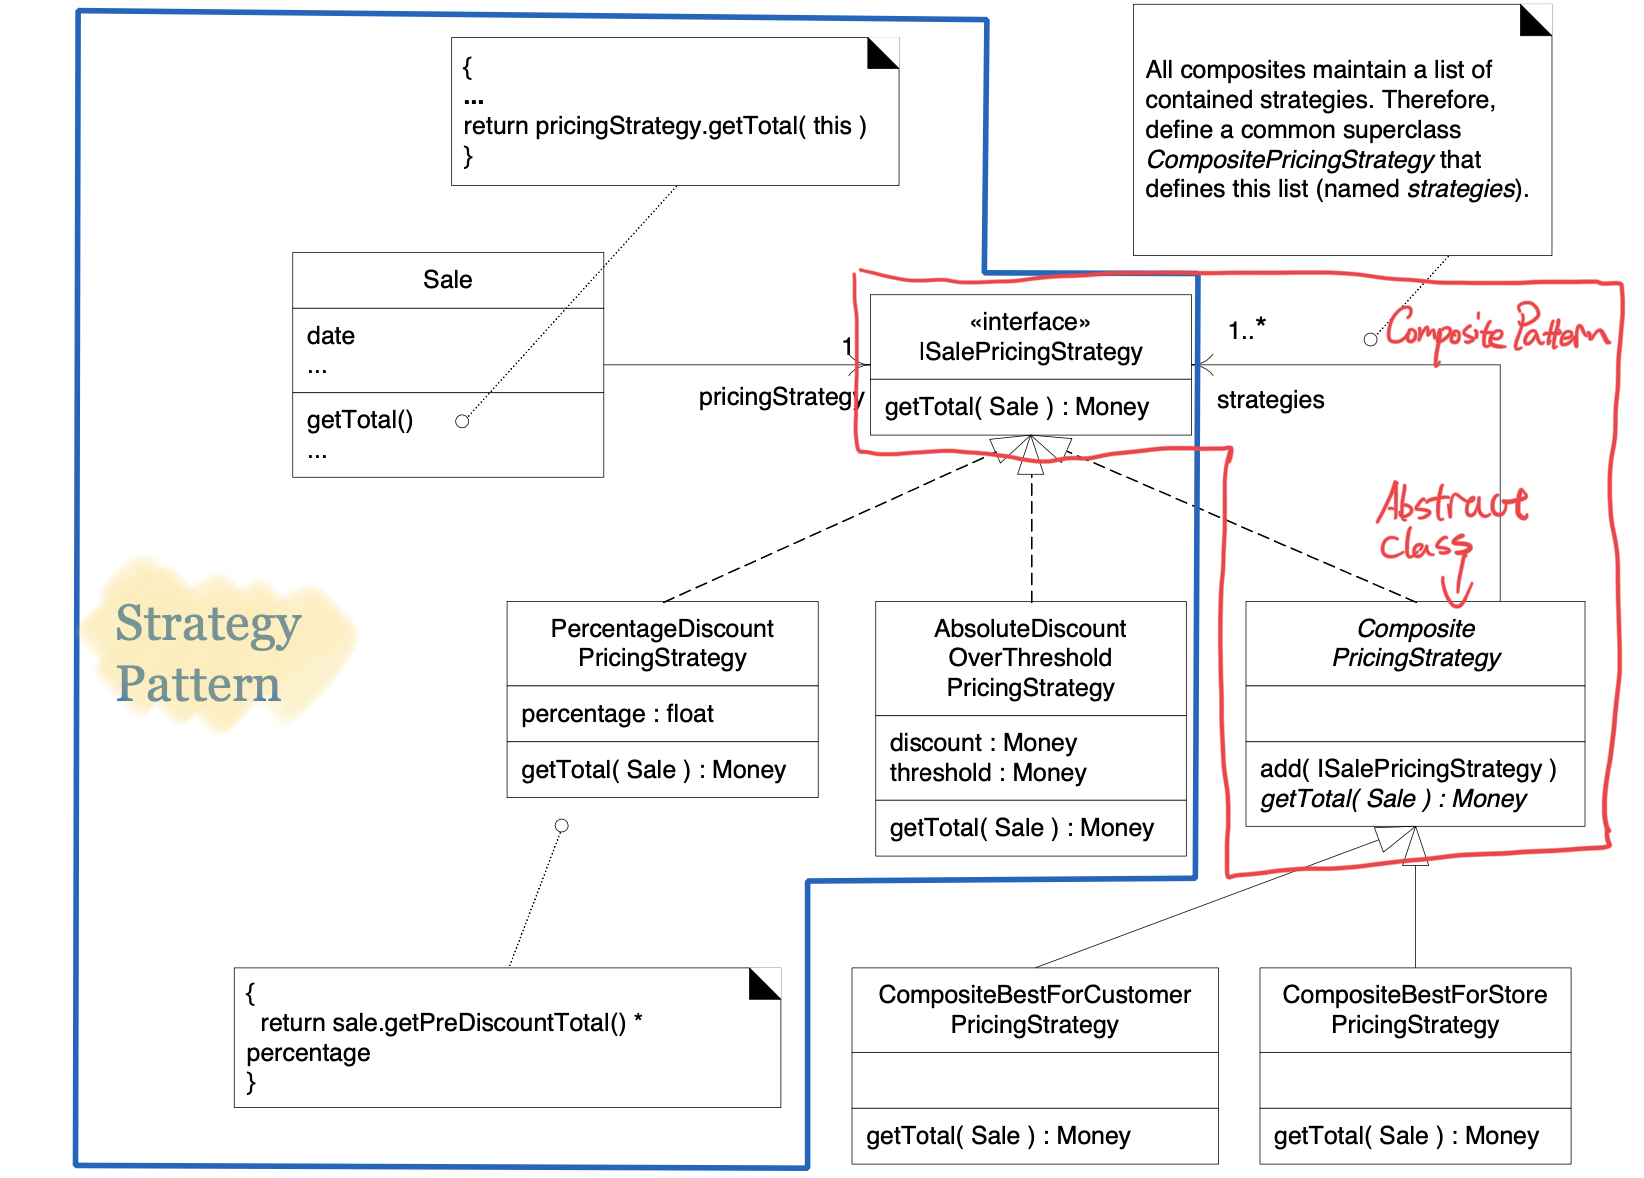 {
...
return pricingStrategy.getTotal( this )
}
All composites maintain a list of
contained strategies. Therefore,
define a common superclass
CompositePricingStrategy that
defines this list (named strategies).
Sale
date
...
getTotal()
...
1
pricingStrategy
«interface»
ISalePricingStrategy
getTotal( Sale ) : Money
1..*
strategies
Composite Pattern
Abstract
class
Strategy
Pattern
PercentageDiscount
PricingStrategy
percentage : float
getTotal( Sale ) : Money
AbsoluteDiscount
OverThreshold
PricingStrategy
discount : Money
threshold : Money
getTotal( Sale ) : Money
Composite
PricingStrategy
add( ISalePricingStrategy )
getTotal( Sale ) : Money
{
return sale.getPreDiscountTotal() *
percentage
}
CompositeBestForCustomer
PricingStrategy
getTotal( Sale ) : Money
CompositeBestForStore
PricingStrategy
getTotal( Sale ) : Money